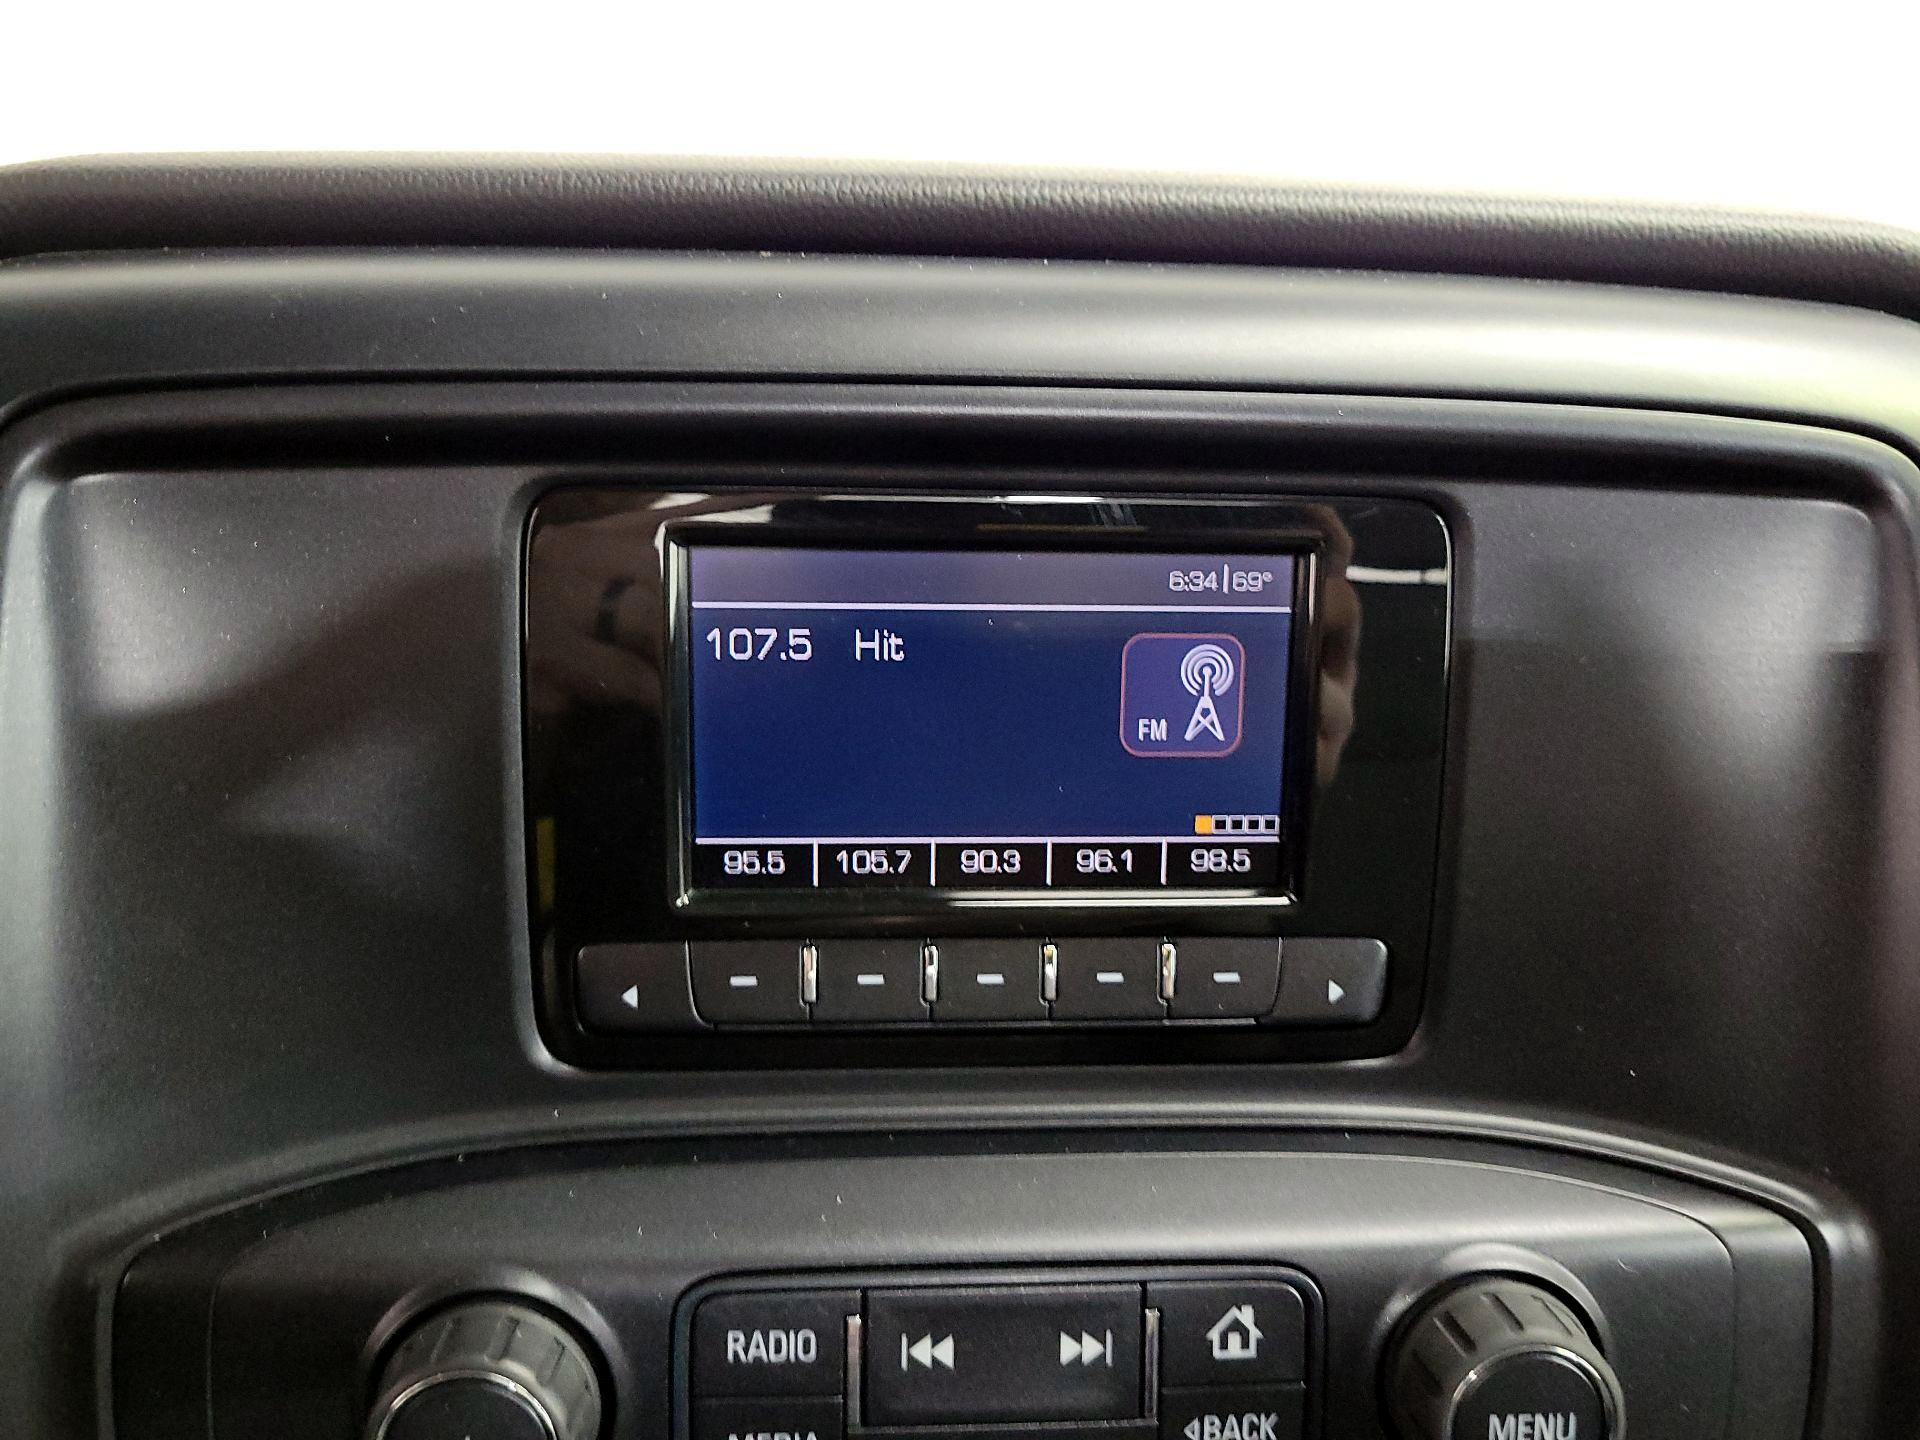 6:34|69°
107.5 Hit
FM
95.5 105.7 90.3 96.1 98.5
RADIO
MEDIA
BACK
MENU